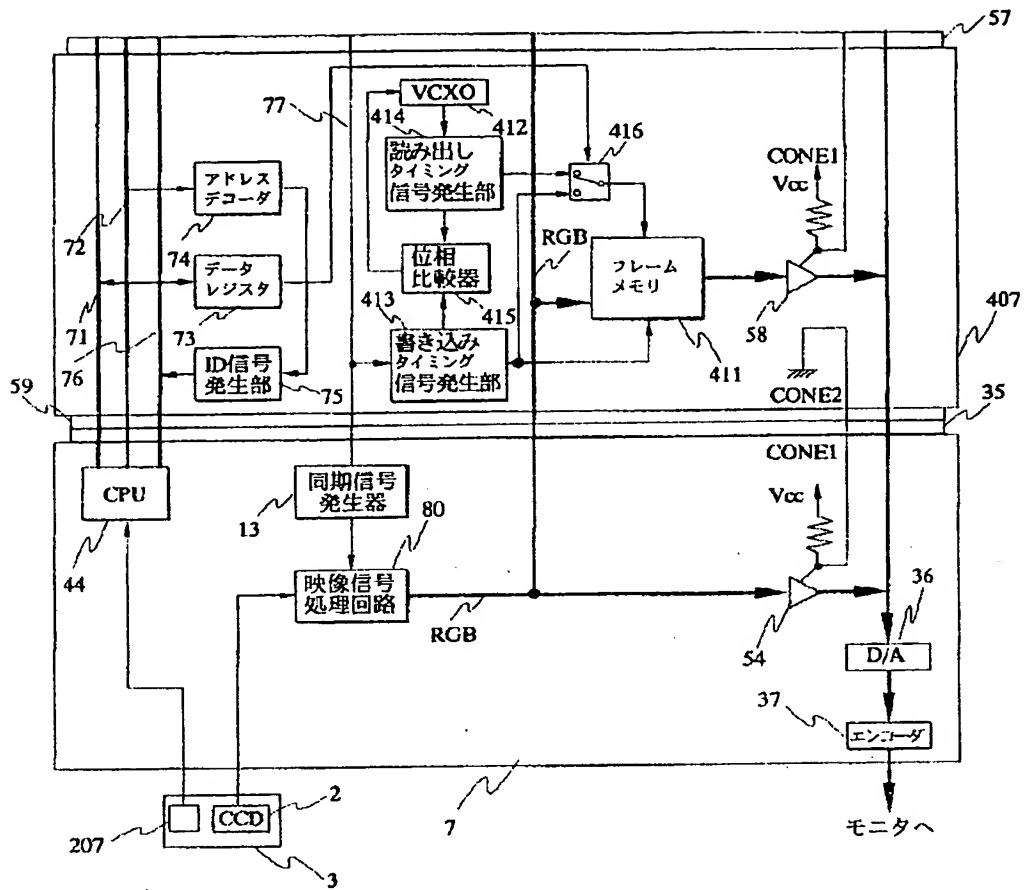 57
77
VCXO
414
412
416
読み出し
タイミング
信号発生部
CONE1
Vcc
アドレス
デコーダ
72
74
RGB
位相
比較器
フレーム
メモリ
データ
レジスタ
413
415
58
71
73
書き込み
タイミング
信号発生部
407
76
ID信号
発生部
411
59
75
CONE2
35
CONE1
CPU
同期信号
発生器
Vcc
13
80
44
映像信号
処理回路
36
RGB
54
D/A
37
エンコーダ
2
CCD
7
207
モニタへ
3